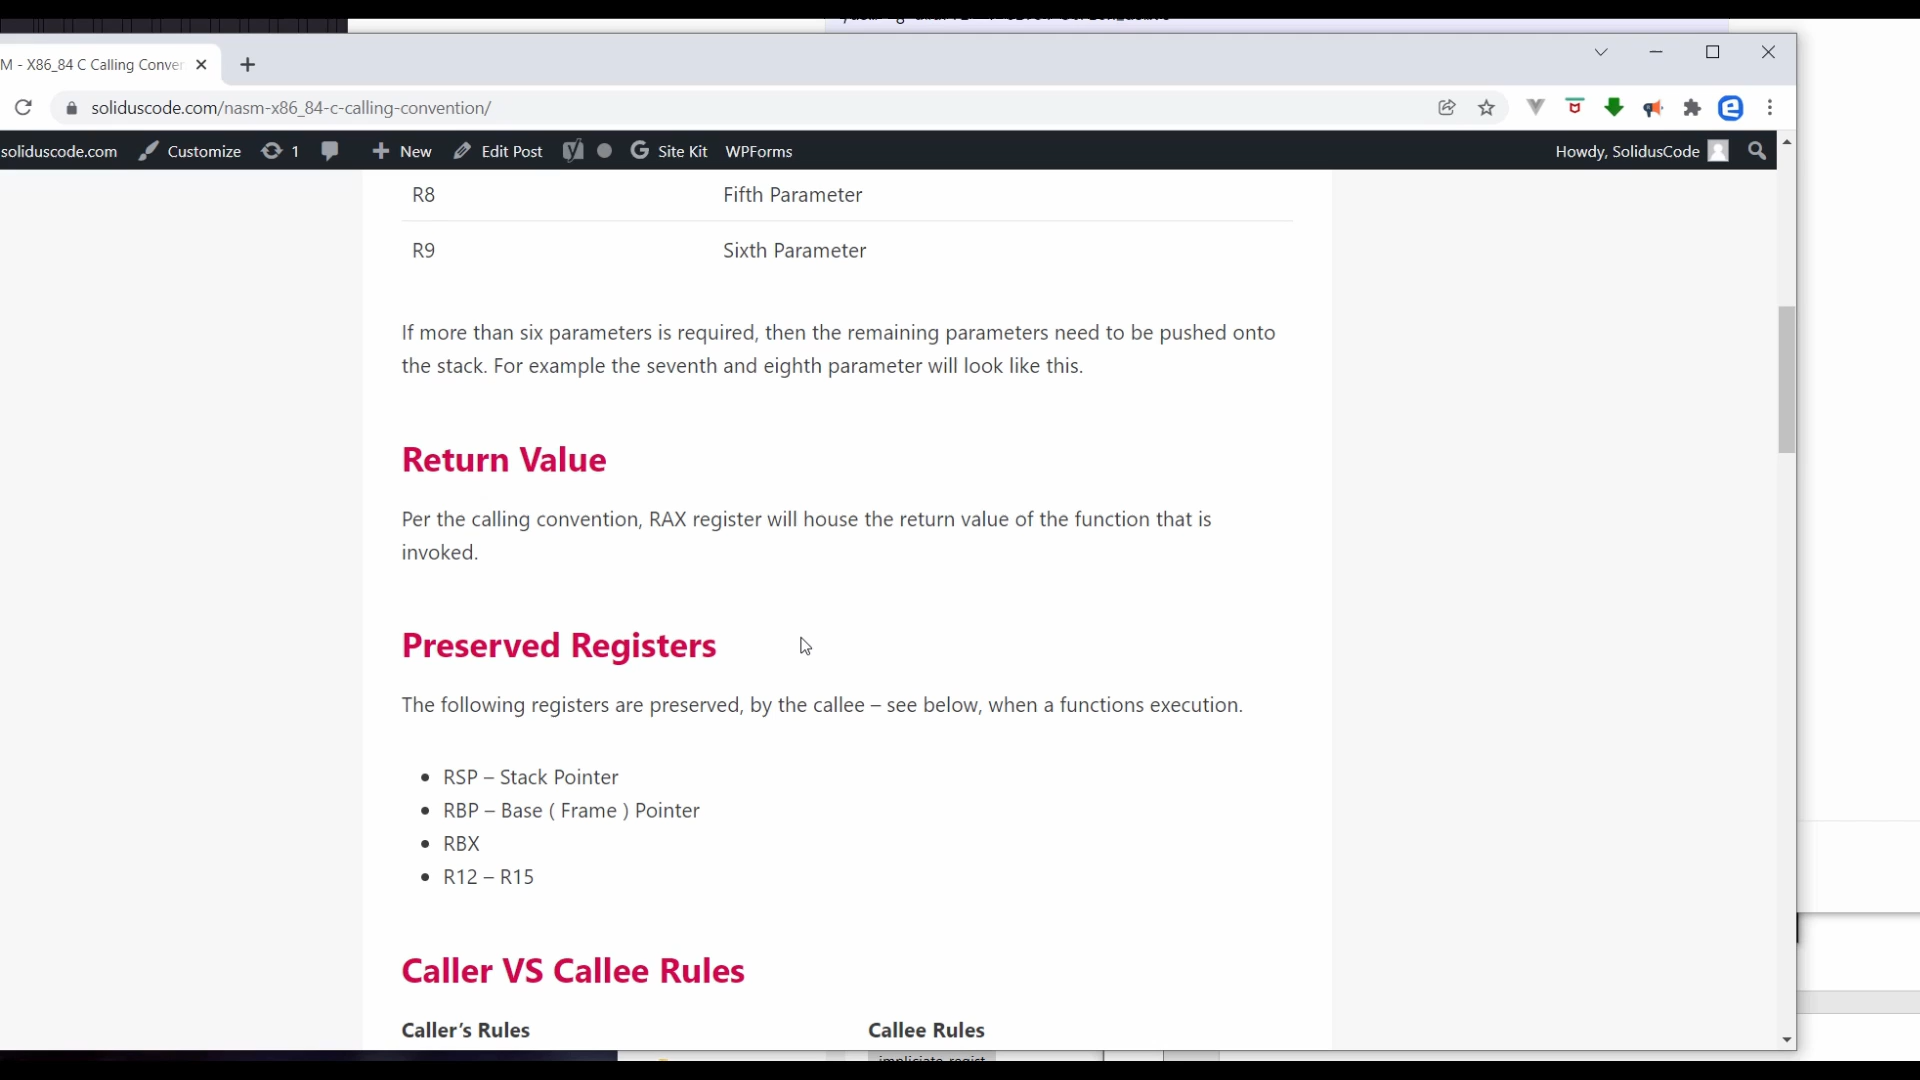 M - X86_84 C Calling Conver
soliduscode.com/nasm-x86_84-c-calling-convention/
soliduscode.com Customize 1 New Edit Post Site Kit WPForms Howdy, SolidusCode
R8 Fifth Parameter
R9 Sixth Parameter
If more than six parameters is required, then the remaining parameters need to be pushed onto
the stack. For example the seventh and eighth parameter will look like this.
Return Value
Per the calling convention, RAX register will house the return value of the function that is
invoked.
Preserved Registers
The following registers are preserved, by the callee – see below, when a functions execution.
• RSP – Stack Pointer
• RBP – Base ( Frame ) Pointer
• RBX
• R12 – R15
Caller VS Callee Rules
Caller’s Rules Callee Rules